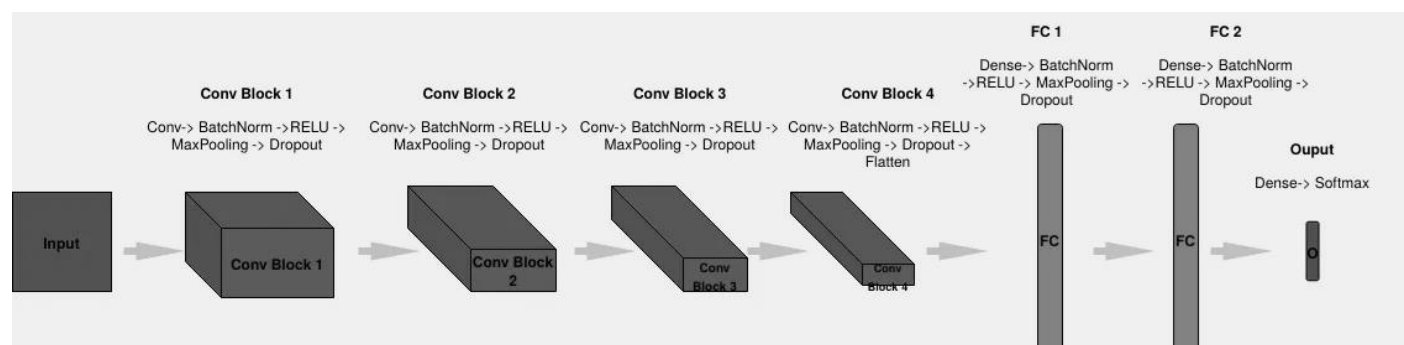 FC 1
Dense-> BatchNorm
->RELU -> MaxPooling ->
Dropout
FC 2
Dense-> BatchNorm
->RELU -> MaxPooling ->
Dropout
Conv Block 1
Conv-> BatchNorm ->RELU ->
MaxPooling -> Dropout
Conv Block 2
Conv-> BatchNorm ->RELU ->
MaxPooling -> Dropout
Conv Block 3
Conv-> BatchNorm ->RELU ->
MaxPooling -> Dropout
Conv Block 4
Conv-> BatchNorm ->RELU ->
MaxPooling -> Dropout ->
Flatten
Ouput
Dense-> Softmax
Input
Conv Block 1
Conv Block
2
Conv
Block 3
Conv
Block 4
FC
FC
O